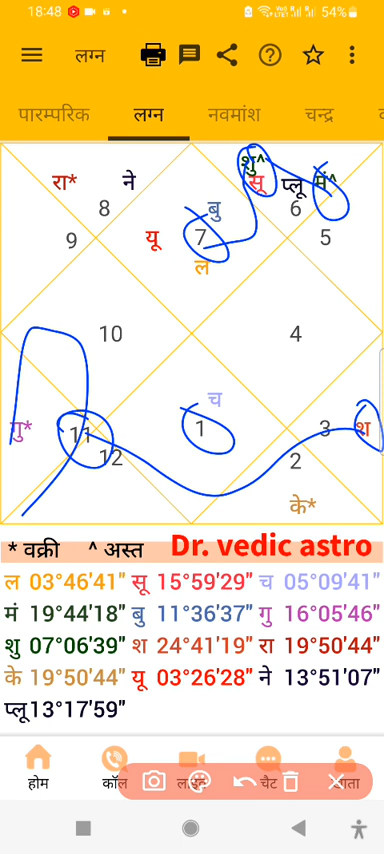 18:48 54%
लग्न
पारम्परिक लग्न नवमांश चन्द्र
शु^
रा* ने सू प्लू मं^
8 बु 6
9 यू 7 5
ल
10 4
च
गु* 11 1 3 श
12 2
के*
* वक्री ^ अस्त Dr. vedic astro
ल 03°46'41" सू 15°59'29" च 05°09'41"
मं 19°44'18" बु 11°36'37" गु 16°05'46"
शु 07°06'39" श 24°41'19" रा 19°50'44"
के 19°50'44" यू 03°26'28" ने 13°51'07"
प्लू 13°17'59"
होम कॉल चैट